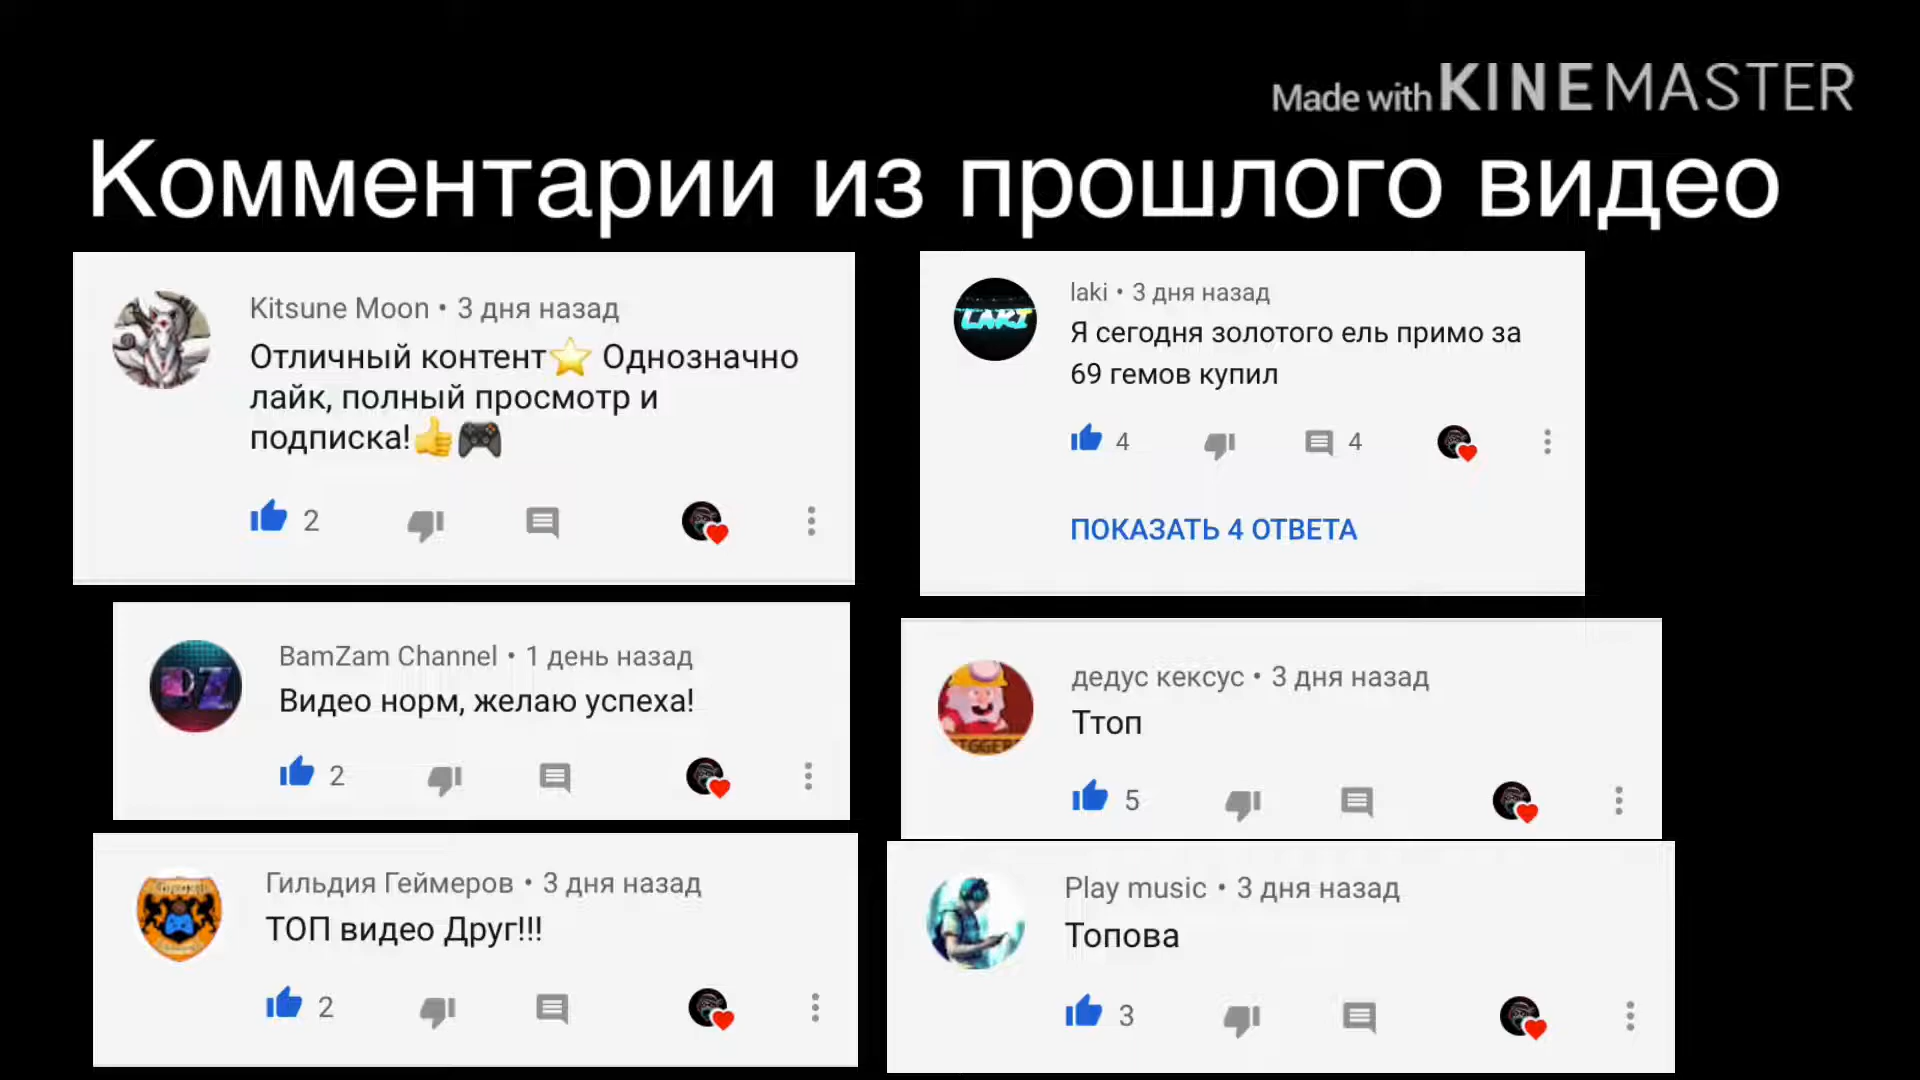 Made with KINEMASTER
Комментарии из прошлого видео
Kitsune Moon • 3 дня назад
Отличный контент⭐ Однозначно
лайк, полный просмотр и
подписка!👍🎮
2
laki • 3 дня назад
Я сегодня золотого ель примо за
69 гемов купил
4 4
ПОКАЗАТЬ 4 ОТВЕТА
LAKI
BamZam Channel • 1 день назад
Видео норм, желаю успеха!
2
BZ
дедус кексус • 3 дня назад
Ттоп
5
Гильдия Геймеров • 3 дня назад
ТОП видео Друг!!!
2
Play music • 3 дня назад
Топова
3